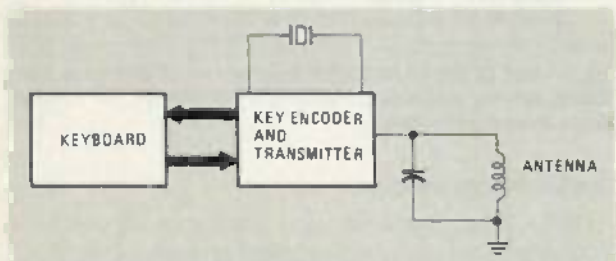 KEYBOARD
KEY ENCODER
AND
TRANSMITTER
ANTENNA